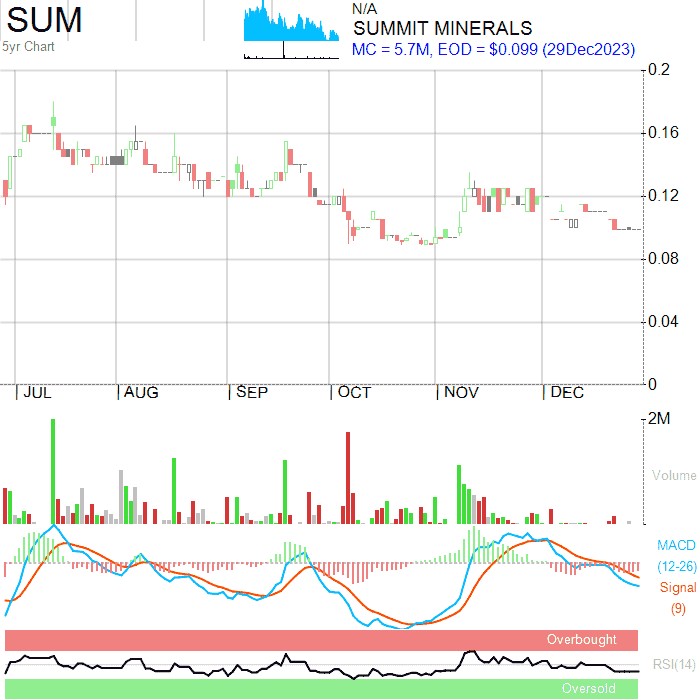 SUM
5yr Chart
N/A
SUMMIT MINERALS
MC = 5.7M, EOD = $0.099 (29Dec2023)
0.2
0.16
0.12
0.08
0.04
0
JUL AUG SEP OCT NOV DEC
2M
Volume
MACD
(12-26)
Signal
(9)
Overbought
RSI(14)
Oversold